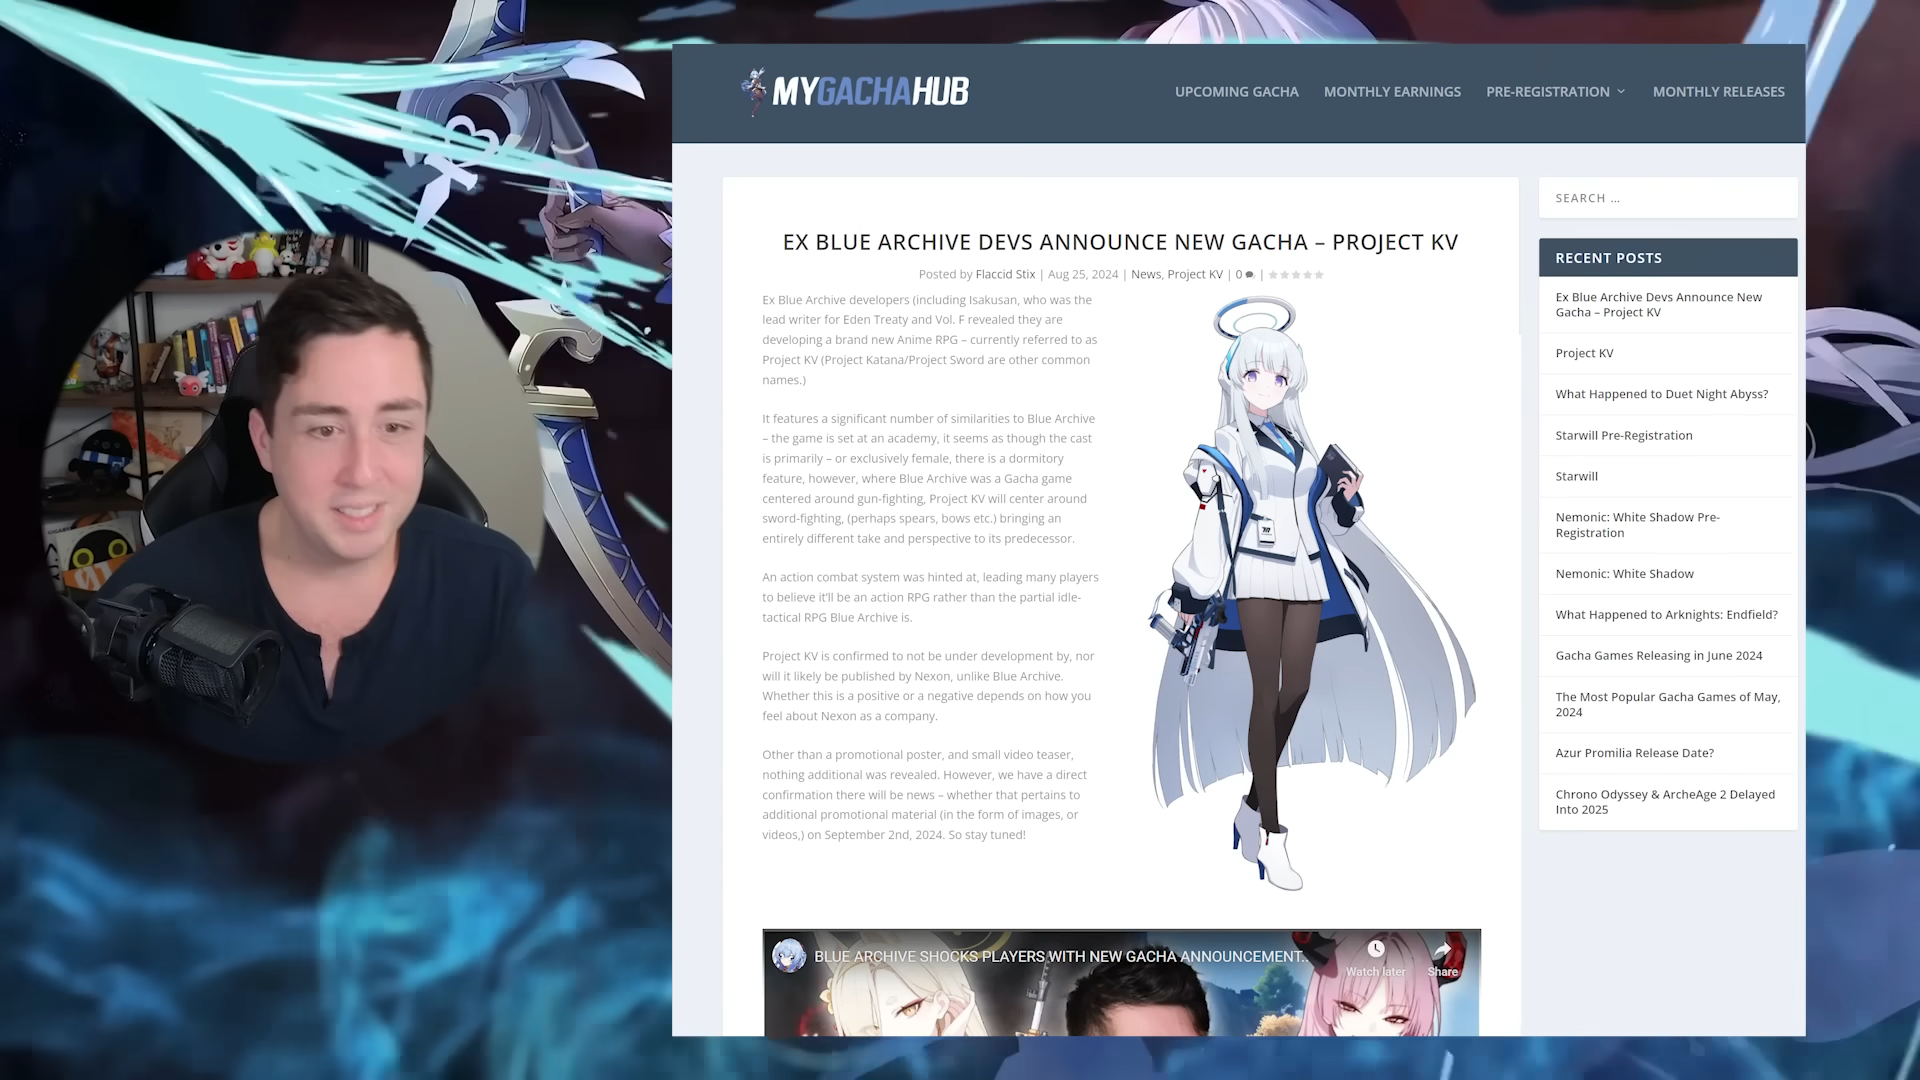 MYGACHAHUB
UPCOMING GACHA
MONTHLY EARNINGS
PRE-REGISTRATION
MONTHLY RELEASES
EX BLUE ARCHIVE DEVS ANNOUNCE NEW GACHA – PROJECT KV
Posted by Flaccid Stix | Aug 25, 2024 | News, Project KV | 0 |
Ex Blue Archive developers (including Isakusan, who was the
lead writer for Eden Treaty and Vol. F revealed they are
developing a brand new Anime RPG – currently referred to as
Project KV (Project Katana/Project Sword are other common
names.)
It features a significant number of similarities to Blue Archive
– the game is set at an academy, it seems as though the cast
is primarily – or exclusively female, there is a dormitory
feature, however, where Blue Archive was a Gacha game
centered around gun-fighting, Project KV will center around
sword-fighting, (perhaps spears, bows etc.) bringing an
entirely different take and perspective to its predecessor.
An action combat system was hinted at, leading many players
to believe it'll be an action RPG rather than the partial idle-
tactical RPG Blue Archive is.
Project KV is confirmed to not be under development by, nor
will it likely be published by Nexon, unlike Blue Archive.
Whether this is a positive or a negative depends on how you
feel about Nexon as a company.
Other than a promotional poster, and small video teaser,
nothing additional was revealed. However, we have a direct
confirmation there will be news – whether that pertains to
additional promotional material (in the form of images, or
videos,) on September 2nd, 2024. So stay tuned!
BLUE ARCHIVE SHOCKS PLAYERS WITH NEW GACHA ANNOUNCEMENT...
Watch later
Share
SEARCH ...
RECENT POSTS
Ex Blue Archive Devs Announce New
Gacha – Project KV
Project KV
What Happened to Duet Night Abyss?
Starwill Pre-Registration
Starwill
Nemonic: White Shadow Pre-
Registration
Nemonic: White Shadow
What Happened to Arknights: Endfield?
Gacha Games Releasing in June 2024
The Most Popular Gacha Games of May,
2024
Azur Promilia Release Date?
Chrono Odyssey & ArcheAge 2 Delayed
Into 2025